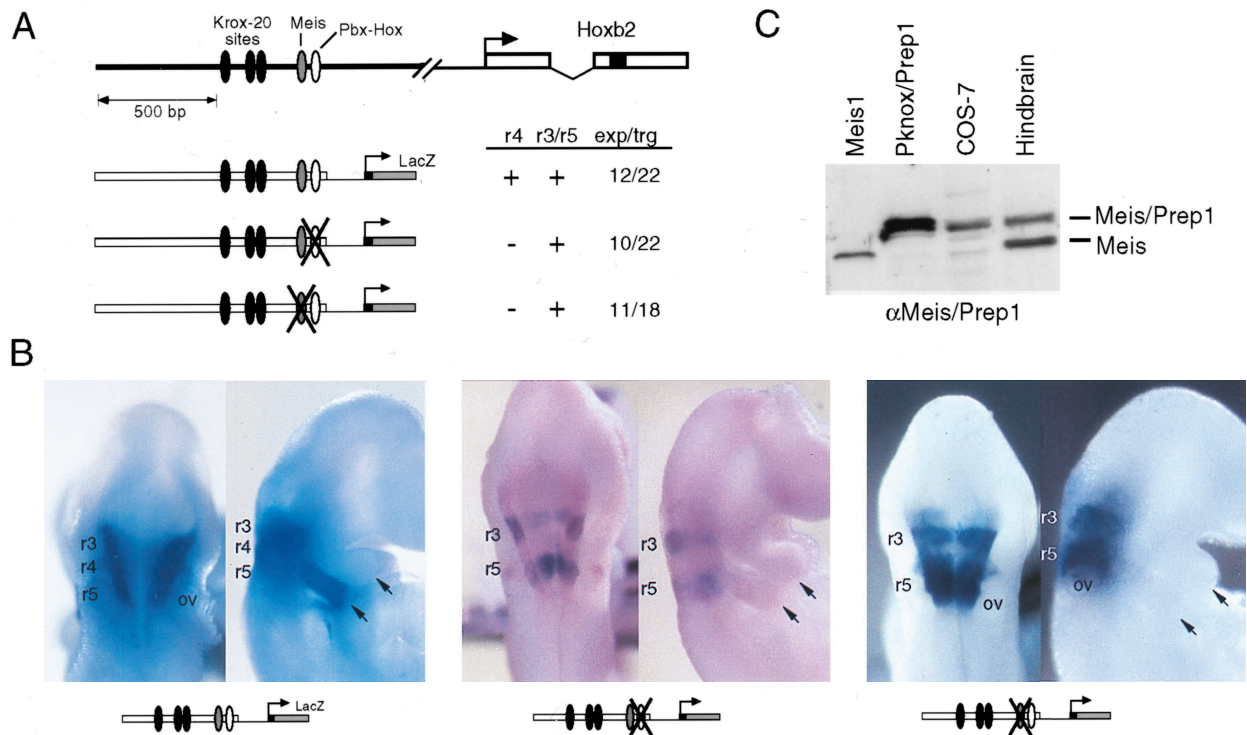 A
Krox-20 sites
Meis
Pbx-Hox
Hoxb2
500 bp
r4 r3/r5 exp/trg
LacZ
+ + 12/22
- + 10/22
- + 11/18
C
Meis1
Pknox/Prep1
COS-7
Hindbrain
Meis/Prep1
Meis
αMeis/Prep1
B
r3
r4
r5
ov
r3
r4
r5
r3
r5
r3
r5
r3
r5
ov
r3
r5
ov
LacZ